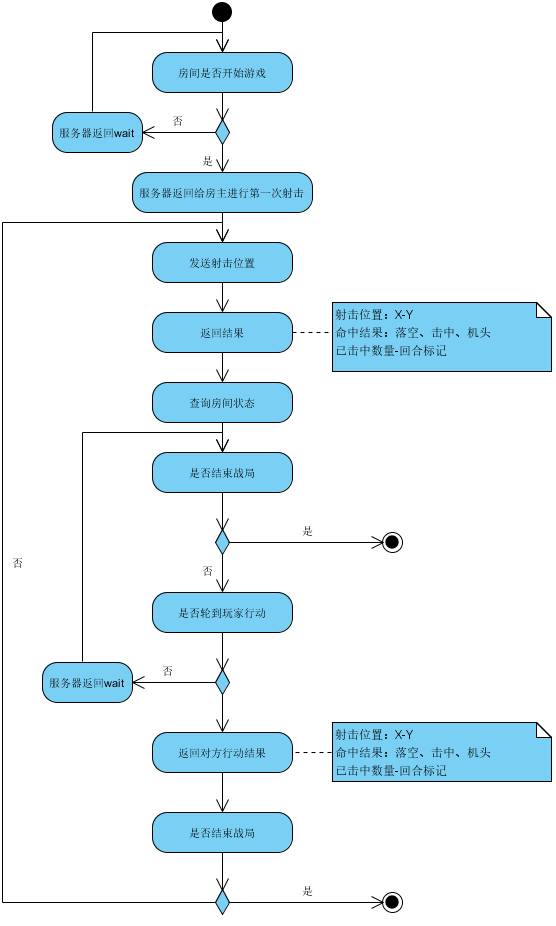 房间是否开始游戏
否
服务器返回wait
是
服务器返回给房主进行第一次射击
发送射击位置
返回结果
射击位置：X-Y
命中结果：落空、击中、机头
已击中数量-回合标记
查询房间状态
是否结束战局
是
否
否
是否轮到玩家行动
否
服务器返回wait
返回对方行动结果
射击位置：X-Y
命中结果：落空、击中、机头
已击中数量-回合标记
是否结束战局
是